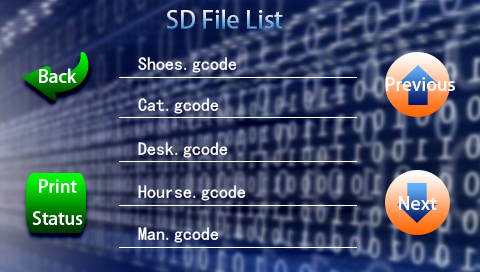 SD File List
Back
Shoes.gcode
Previous
Cat.gcode
Desk.gcode
Print
Status
Hourse.gcode
Next
Man.gcode